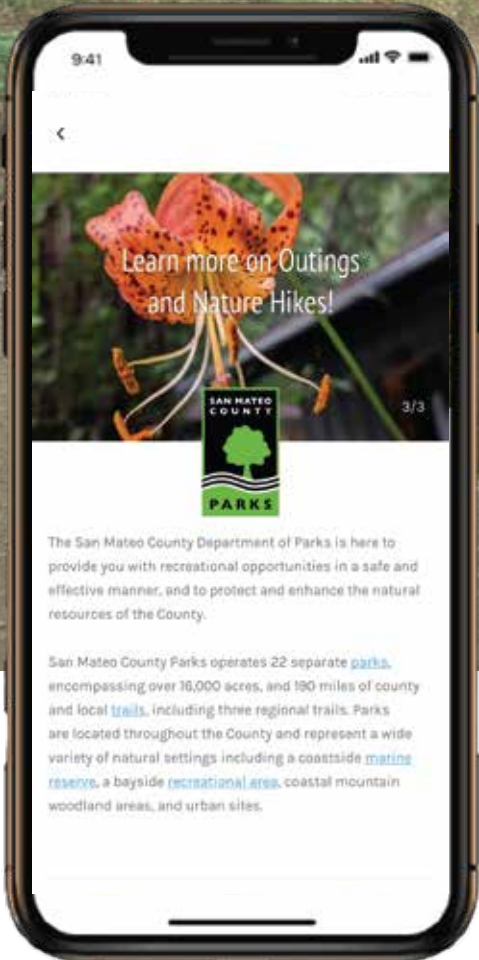 9:41
Learn more on Outings
and Nature Hikes!
3/3
SAN MATEO
COUNTY
PARKS
The San Mateo County Department of Parks is here to
provide you with recreational opportunities in a safe and
effective manner, and to protect and enhance the natural
resources of the County.
San Mateo County Parks operates 22 separate parks,
encompassing over 16,000 acres, and 190 miles of county
and local trails, including three regional trails. Parks
are located throughout the County and represent a wide
variety of natural settings including a coastside marine
reserve, a bayside recreational area, coastal mountain
woodland areas, and urban sites.